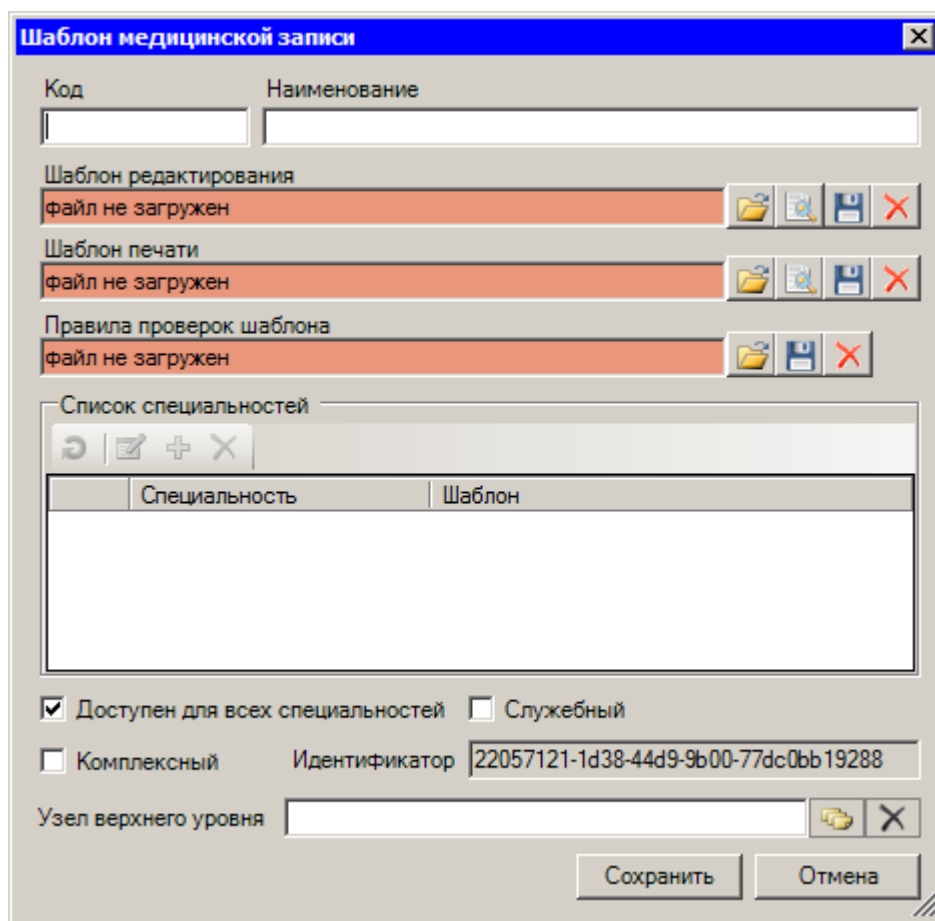 Шаблон медицинской записи
Код Наименование
Шаблон редактирования
файл не загружен
Шаблон печати
файл не загружен
Правила проверок шаблона
файл не загружен
Список специальностей
Специальность Шаблон
Доступен для всех специальностей Служебный
Комплексный Идентификатор 22057121-1d38-44d9-9b00-77dc0bb19288
Узел верхнего уровня
Сохранить Отмена